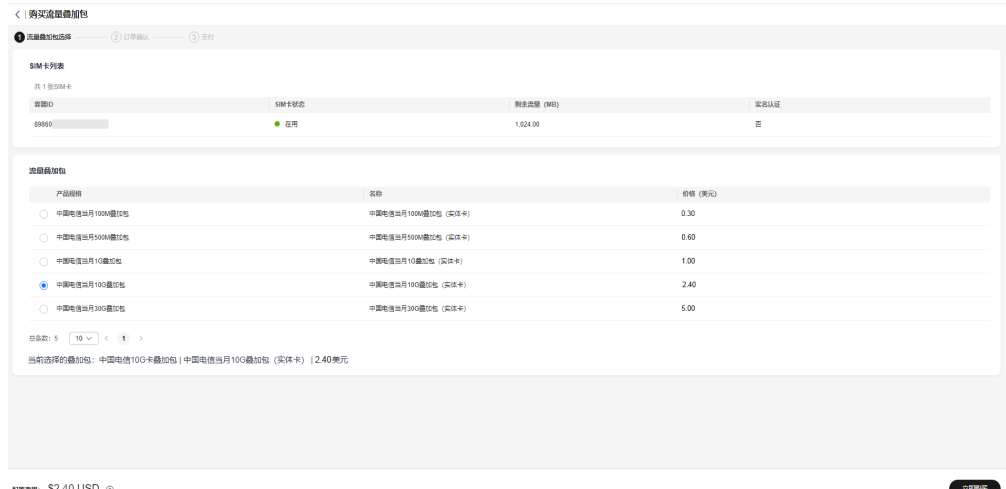 购买流量叠加包
1 流量叠加包选择 2 订单确认 3 支付
SIM卡列表
共 1 张SIM卡
容器ID SIM卡状态 剩余流量 (MB) 实名认证
89860 在用 1,024.00 否
流量叠加包
产品规格 名称 价格 (美元)
中国电信当月100M叠加包 中国电信当月100M叠加包 (实体卡) 0.30
中国电信当月500M叠加包 中国电信当月500M叠加包 (实体卡) 0.60
中国电信当月1G叠加包 中国电信当月1G叠加包 (实体卡) 1.00
中国电信当月10G叠加包 中国电信当月10G叠加包 (实体卡) 2.40
中国电信当月30G叠加包 中国电信当月30G叠加包 (实体卡) 5.00
总条数: 5 10 < 1 >
当前选择的叠加包: 中国电信10G卡叠加包 | 中国电信当月10G叠加包 (实体卡) | 2.40美元
$2.40 USD 立即购买